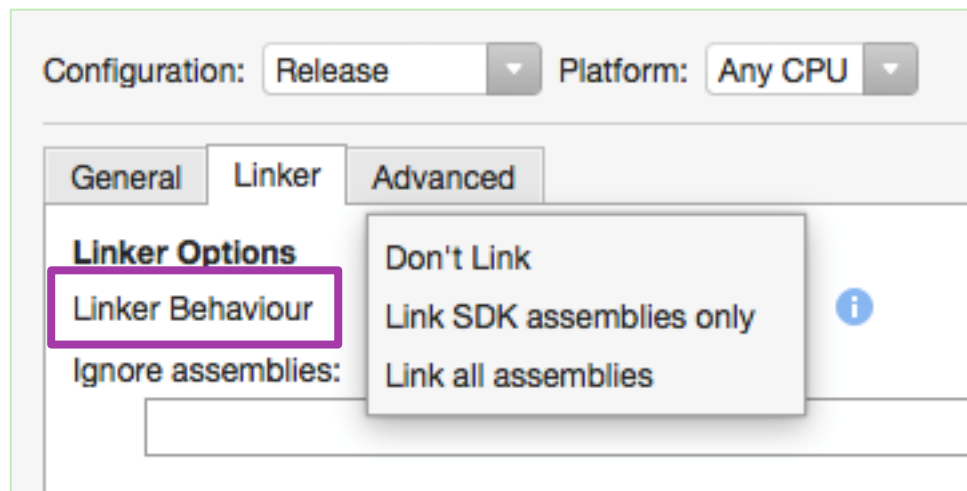 Configuration: Release Platform: Any CPU
General Linker Advanced
Linker Options
Don't Link
Linker Behaviour
Link SDK assemblies only
i
Ignore assemblies:
Link all assemblies